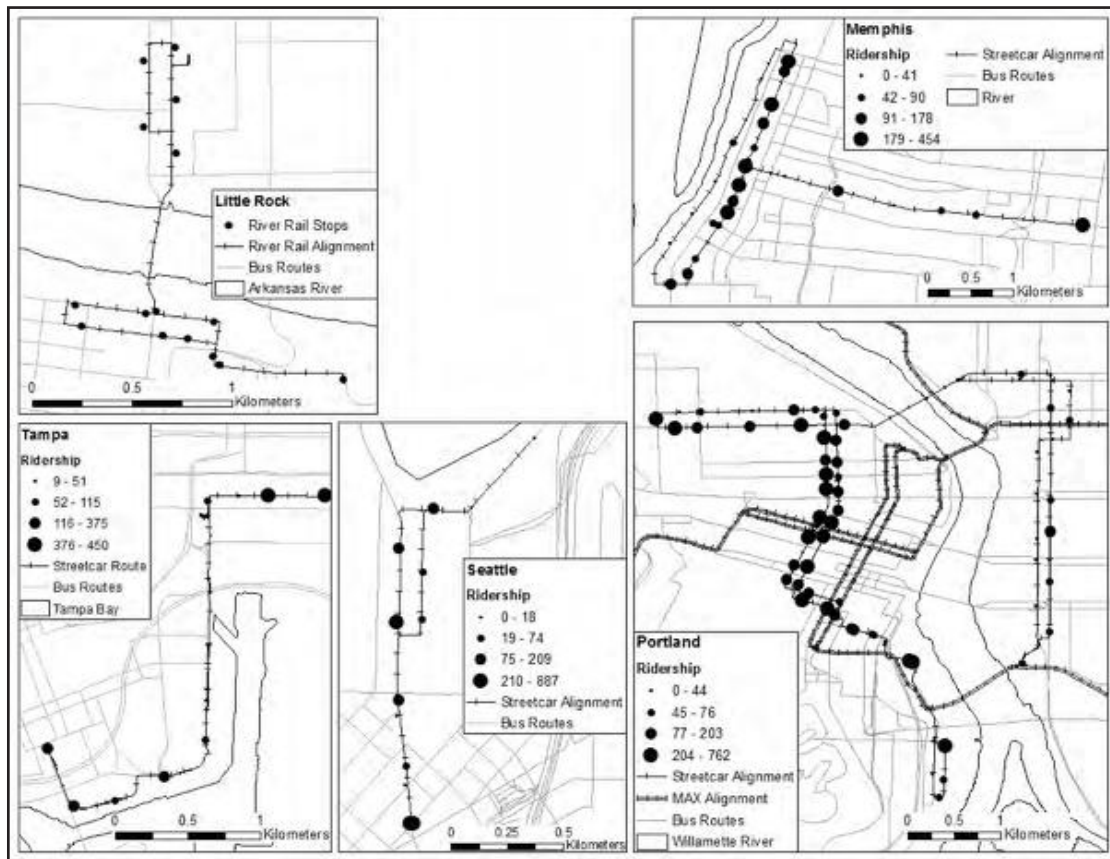 Little Rock
River Rail Stops
River Rail Alignment
Bus Routes
Arkansas River
0 0.5 1
Kilometers
Memphis
Ridership
0 - 41
42 - 90
91 - 178
179 - 454
Streetcar Alignment
Bus Routes
River
0 0.5 1
Kilometers
Tampa
Ridership
9 - 51
52 - 115
116 - 375
376 - 450
Streetcar Route
Bus Routes
Tampa Bay
0 0.5 1
Kilometers
Seattle
Ridership
0 - 18
19 - 74
75 - 209
210 - 887
Streetcar Alignment
Bus Routes
0 0.25 0.5
Kilometers
Portland
Ridership
0 - 44
45 - 76
77 - 203
204 - 762
Streetcar Alignment
MAX Alignment
Bus Routes
Willamette River
0 0.5 1
Kilometers